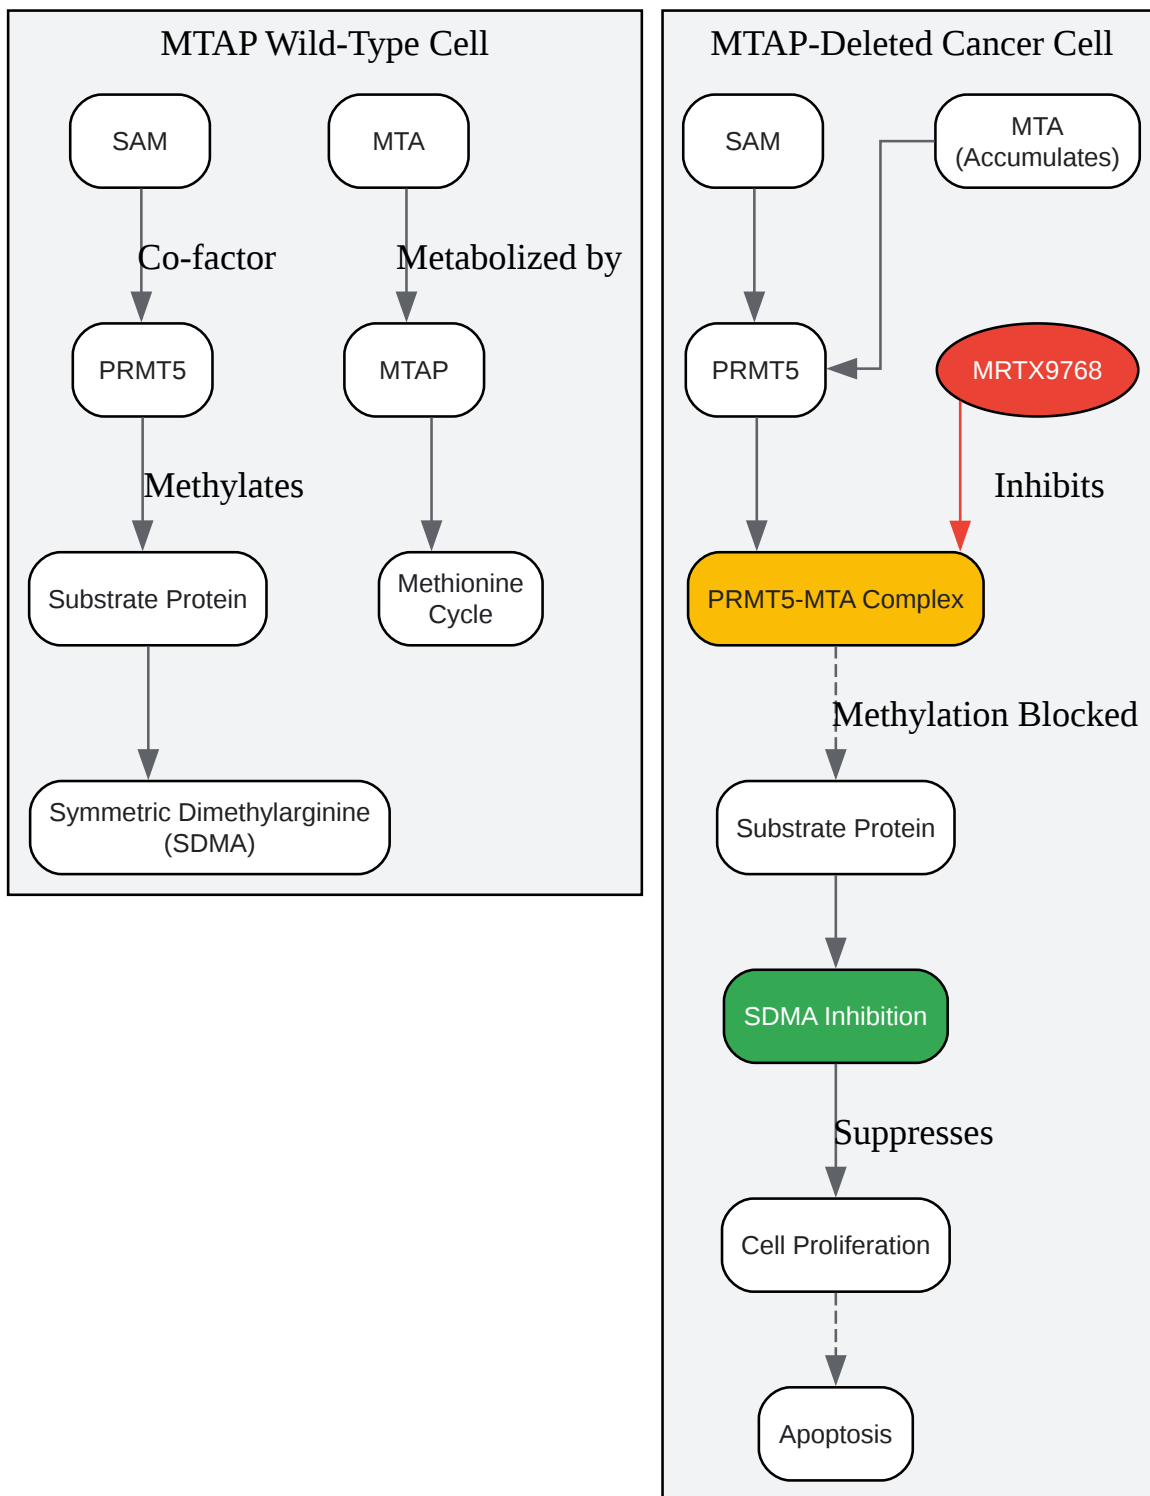 MTAP Wild-Type Cell
SAM
MTA
Co-factor
Metabolized by
PRMT5
MTAP
Methylates
Substrate Protein
Methionine
Cycle
Symmetric Dimethylarginine
(SDMA)
MTAP-Deleted Cancer Cell
SAM
MTA
(Accumulates)
PRMT5
MRTX9768
Inhibits
PRMT5-MTA Complex
Methylation Blocked
Substrate Protein
SDMA Inhibition
Suppresses
Cell Proliferation
Apoptosis